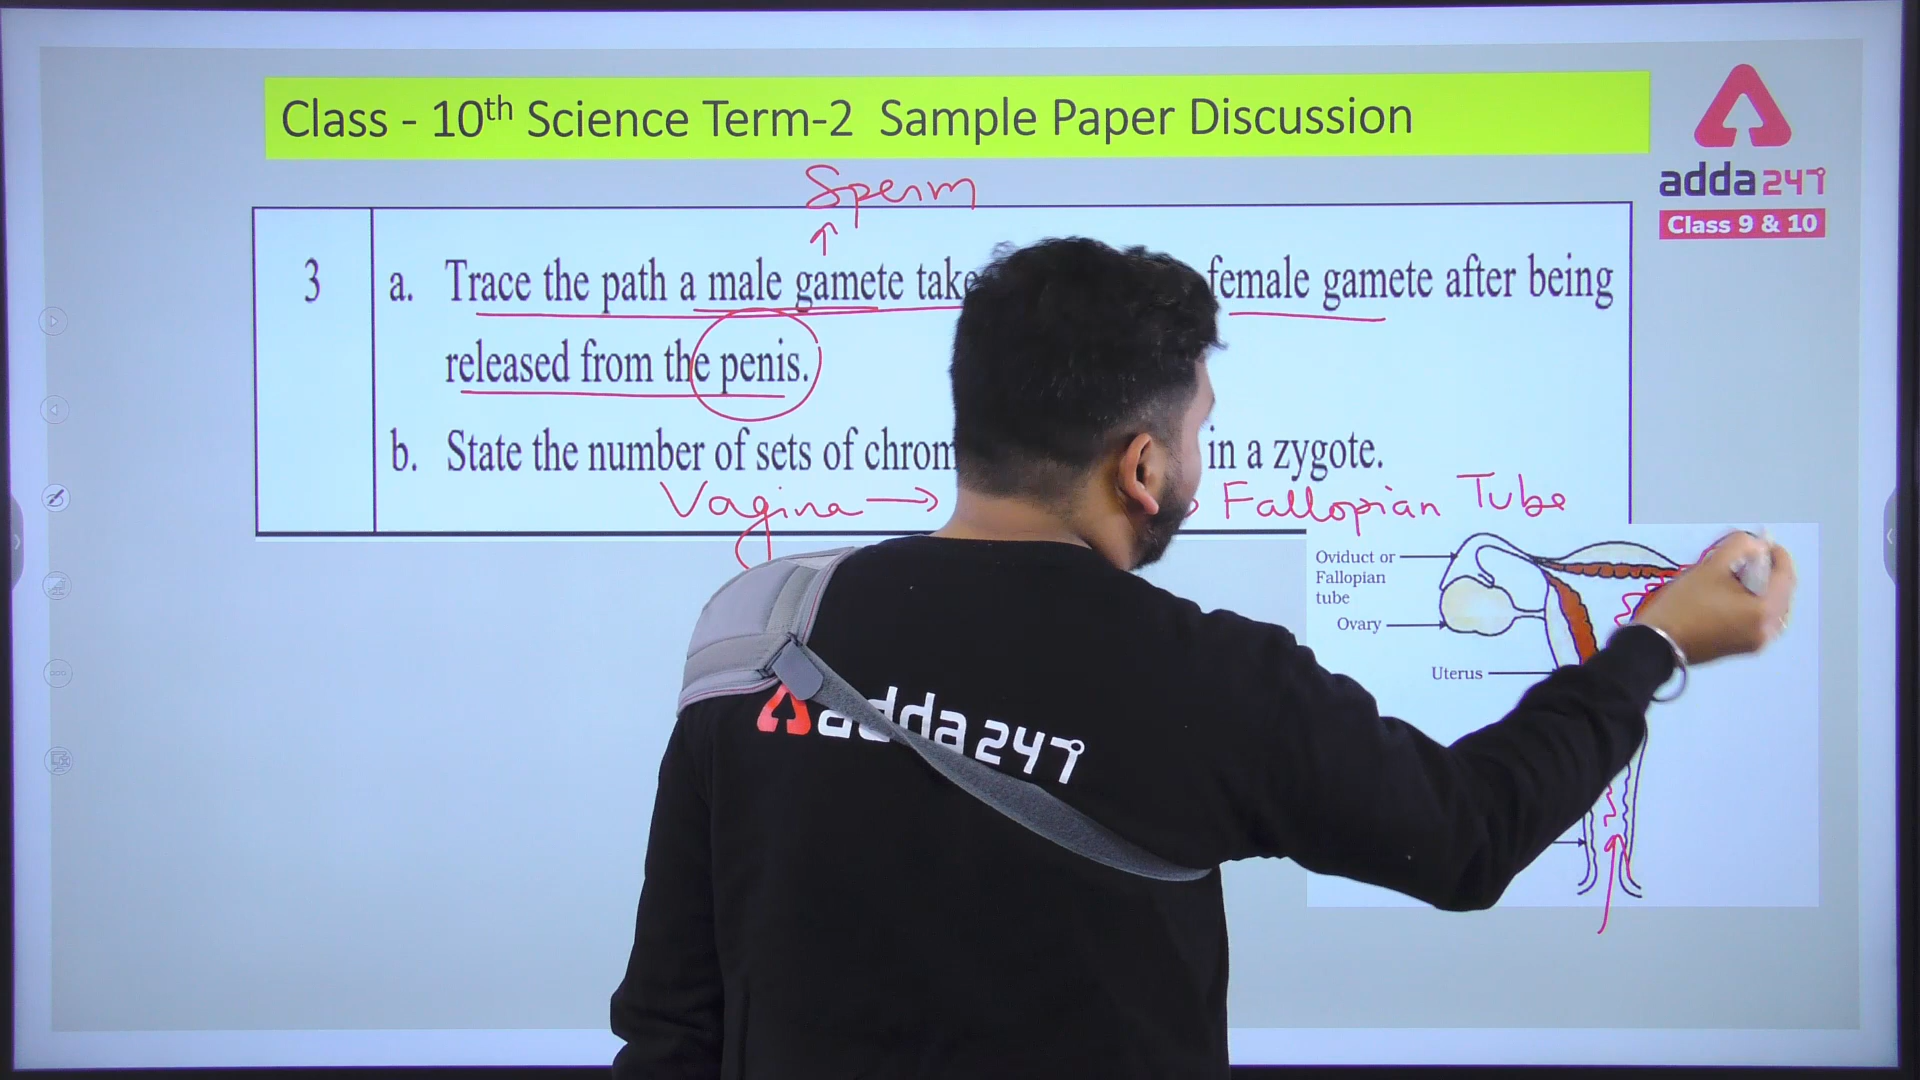 Class - 10th Science Term-2 Sample Paper Discussion
adda247
Class 9 & 10
Sperm
3
a. Trace the path a male gamete take female gamete after being
released from the penis.
b. State the number of sets of chrom in a zygote.
Vagina → Fallopian Tube
Oviduct or
Fallopian
tube
Ovary
Uterus
adda247